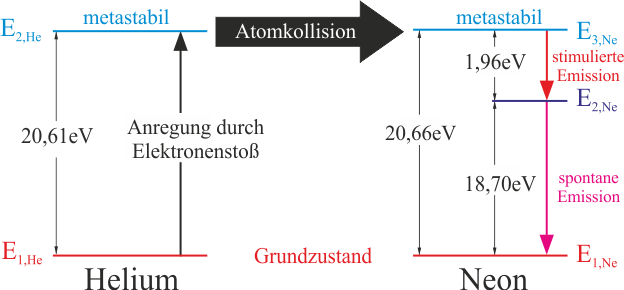 E2,He
metastabil
Atomkollision
metastabil
E3,Ne
1,96eV
stimulierte
Emission
E2,Ne
20,61eV
Anregung durch
Elektronenstoß
20,66eV
18,70eV
spontane
Emission
E1,He
Grundzustand
E1,Ne
Helium
Neon